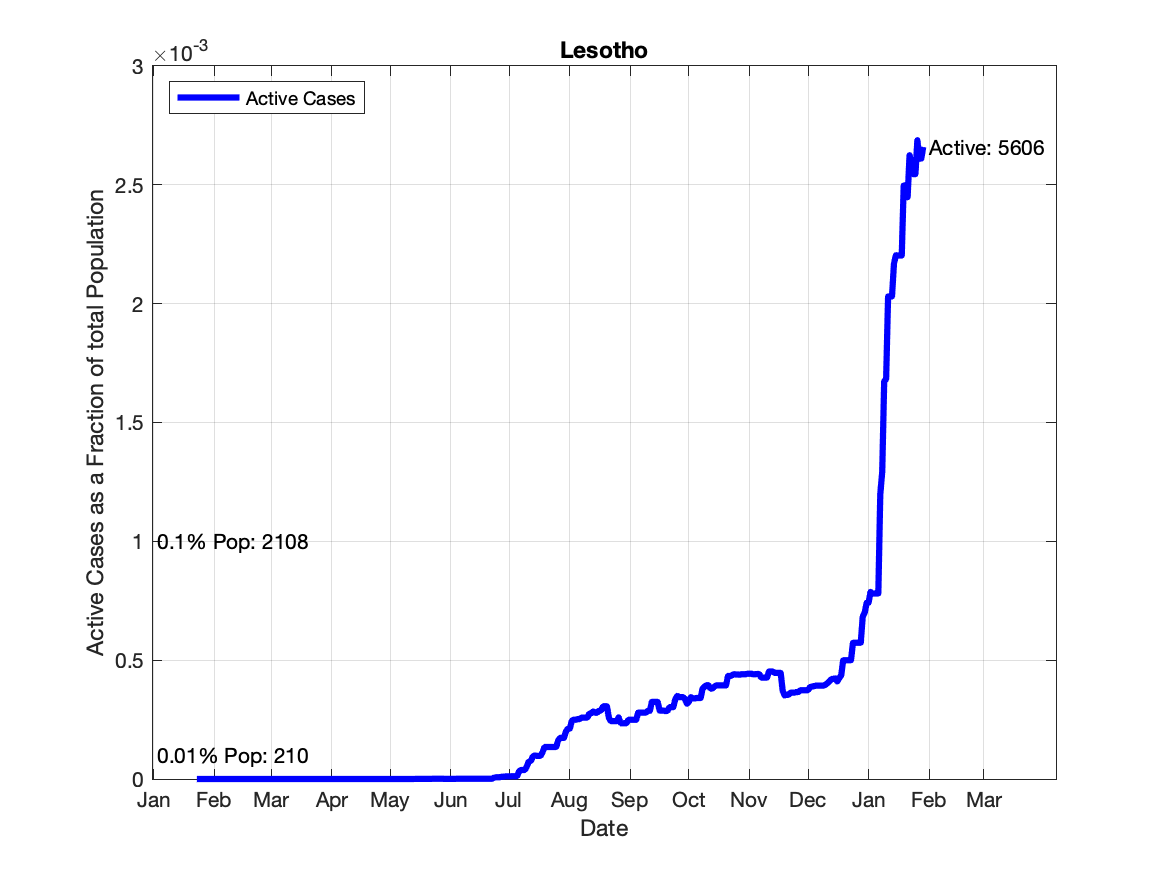 Lesotho
×10-3
3
Active Cases
Active: 5606
2.5
2
1.5
1
0.1% Pop: 2108
0.5
0.01% Pop: 210
0
Jan Feb Mar Apr May Jun Jul Aug Sep Oct Nov Dec Jan Feb Mar
Date
Active Cases as a Fraction of total Population